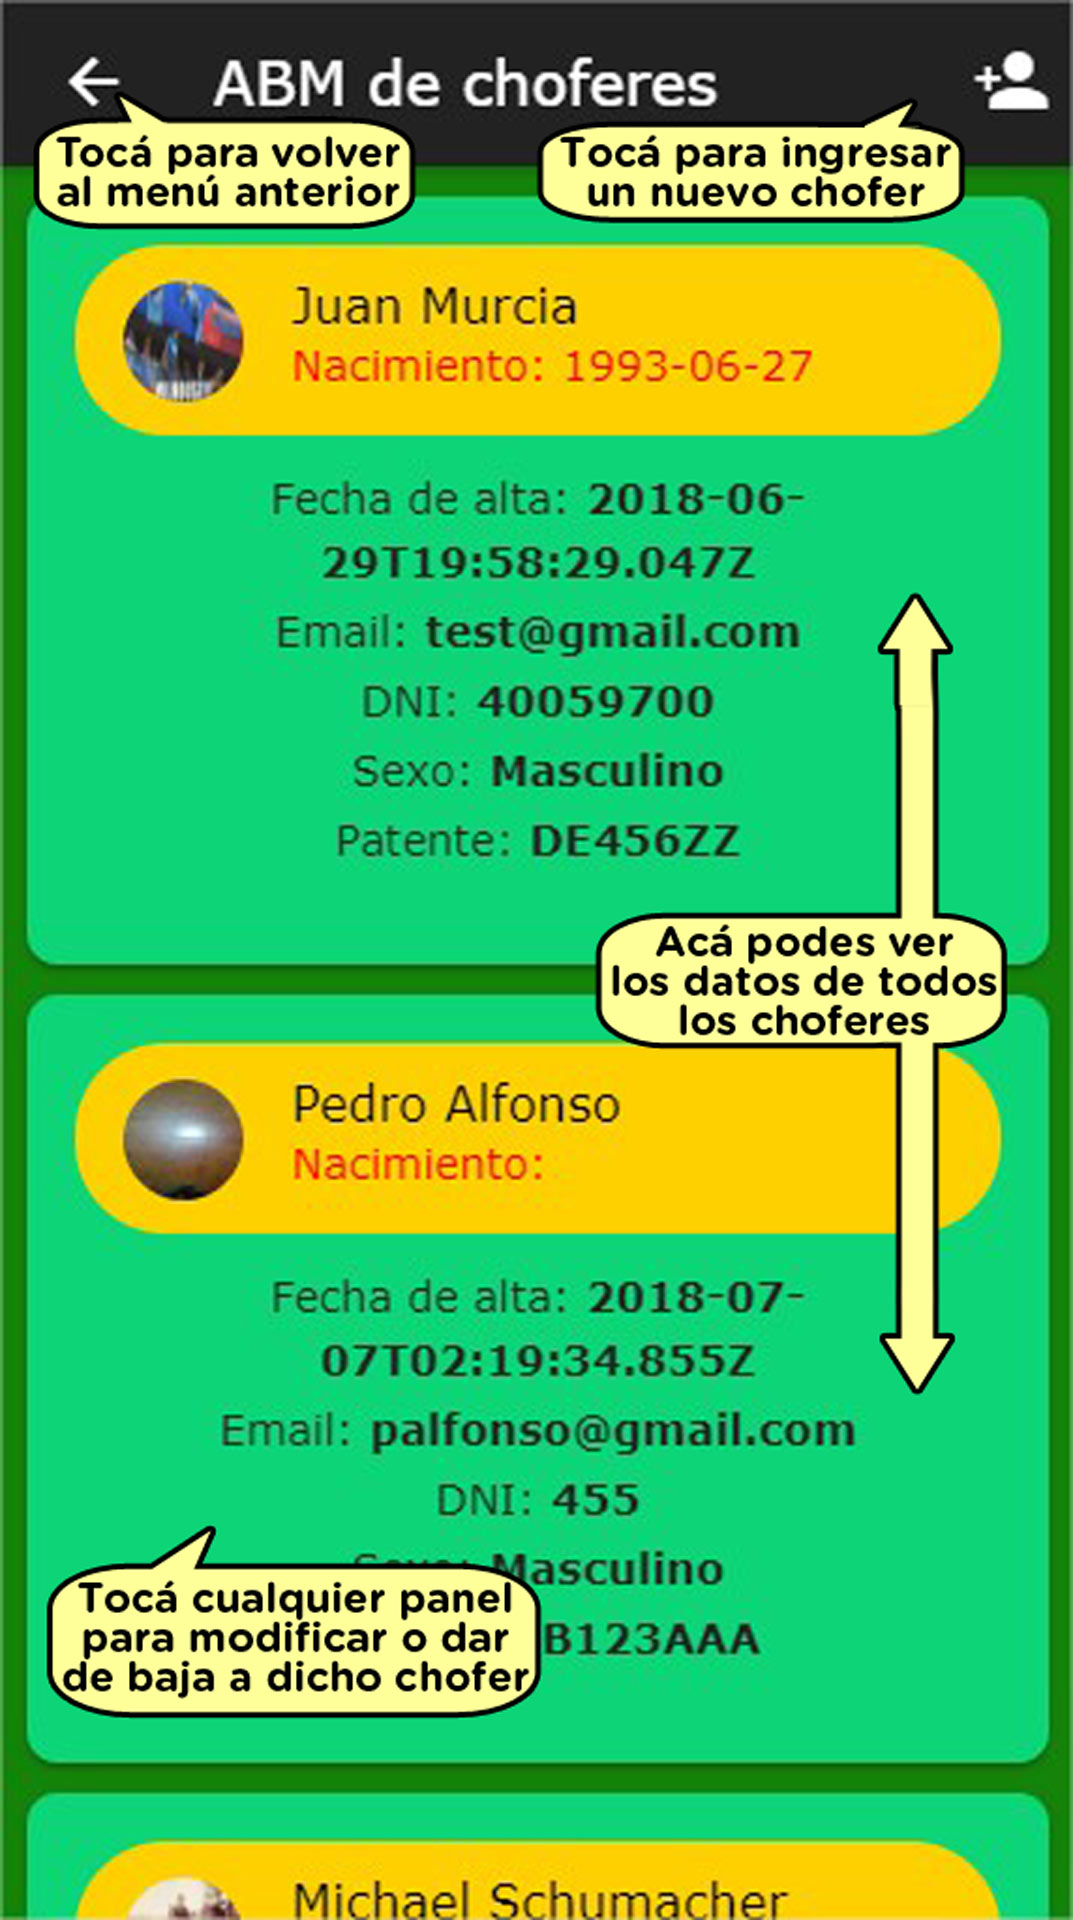 ABM de choferes
Tocá para volver
al menú anterior
Tocá para ingresar
un nuevo chofer
Juan Murcia
Nacimiento: 1993-06-27
Fecha de alta: 2018-06-
29T19:58:29.047Z
Email: test@gmail.com
DNI: 40059700
Sexo: Masculino
Patente: DE456ZZ
Acá podes ver
los datos de todos
los choferes
Pedro Alfonso
Nacimiento:
Fecha de alta: 2018-07-
07T02:19:34.855Z
Email: palfonso@gmail.com
DNI: 455
Sexo: Masculino
B123AAA
Tocá cualquier panel
para modificar o dar
de baja a dicho chofer
Michael Schumacher